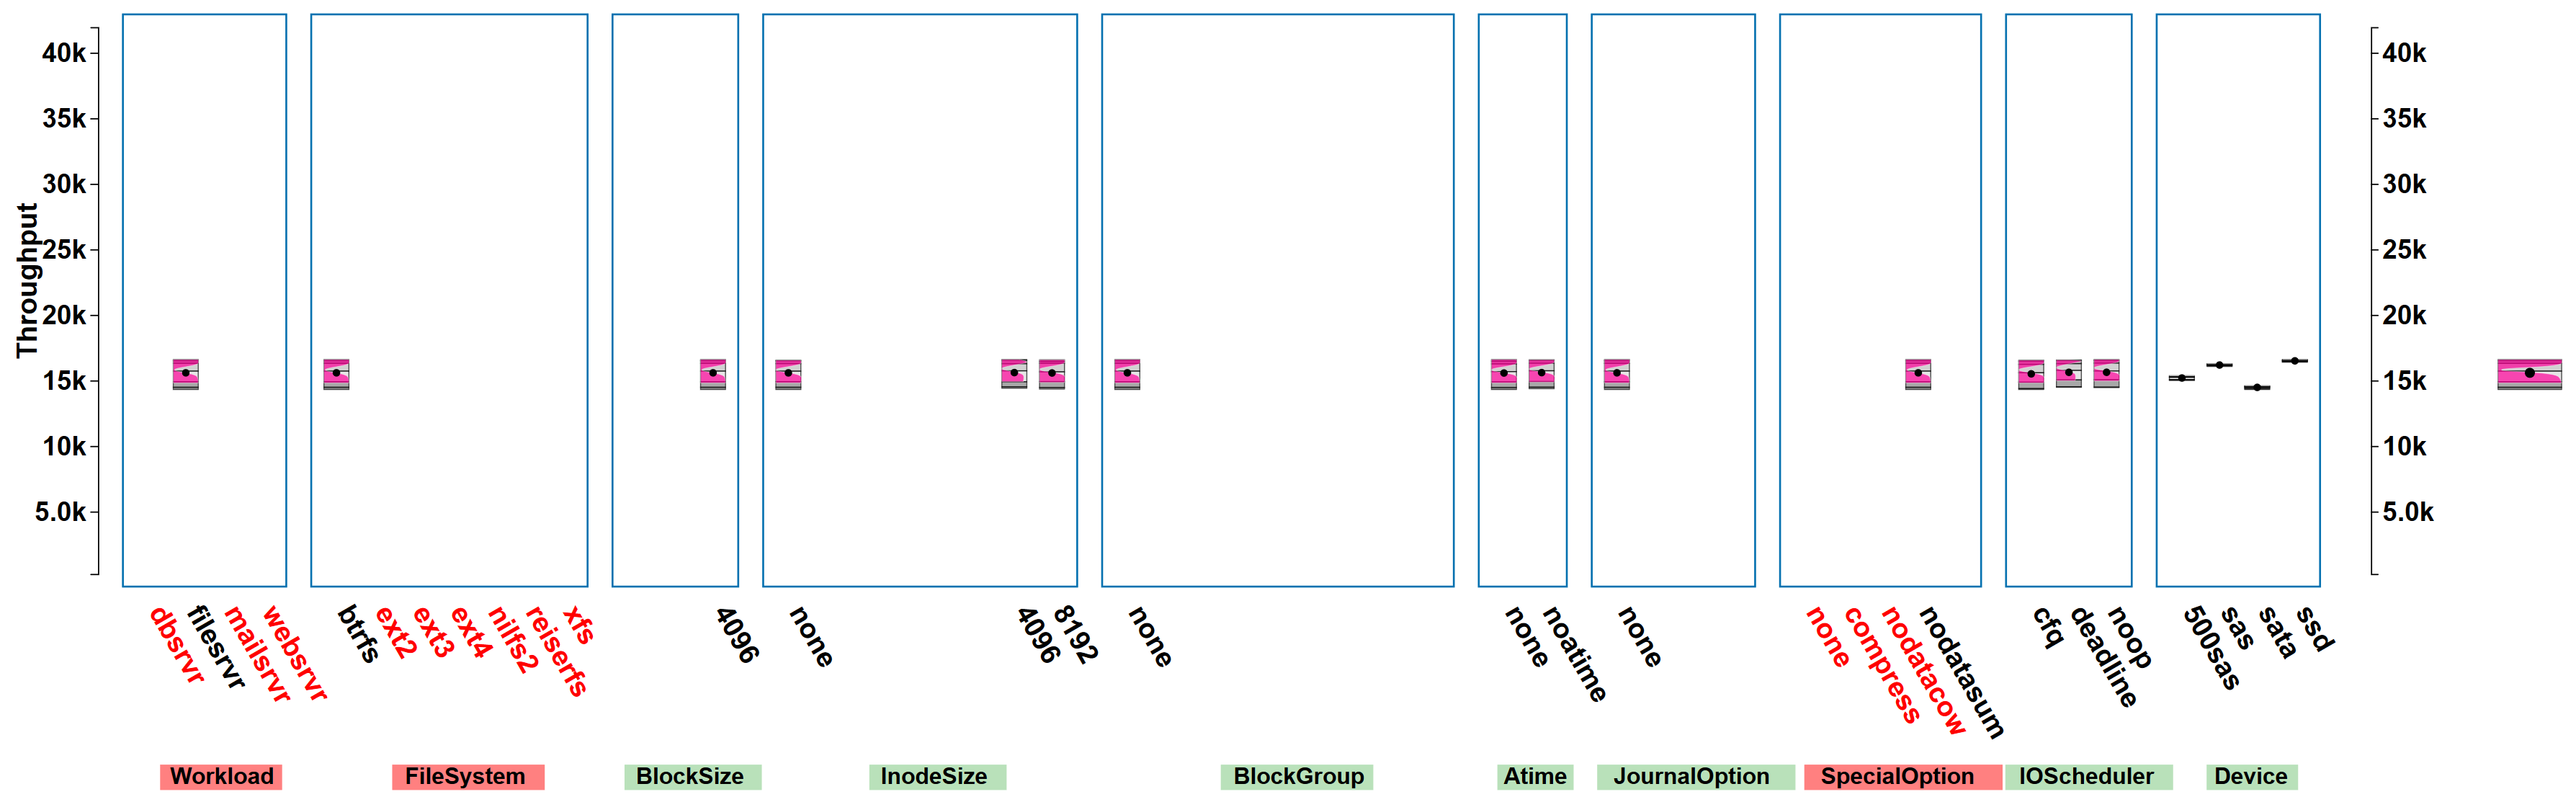 40k
35k
30k
25k
20k
15k
10k
5.0k
Throughput
40k
35k
30k
25k
20k
15k
10k
5.0k
dbsrvr
filesrvr
mailsrvr
websrvr
btrfs
ext2
ext3
ext4
nilfs2
reiserfs
xfs
4096
none
4096
8192
none
none
noatime
none
none
compress
nodatacow
nodatasum
cfq
deadline
noop
500sas
sas
sata
ssd
Workload
FileSystem
BlockSize
InodeSize
BlockGroup
Atime
JournalOption
SpecialOption
IOScheduler
Device